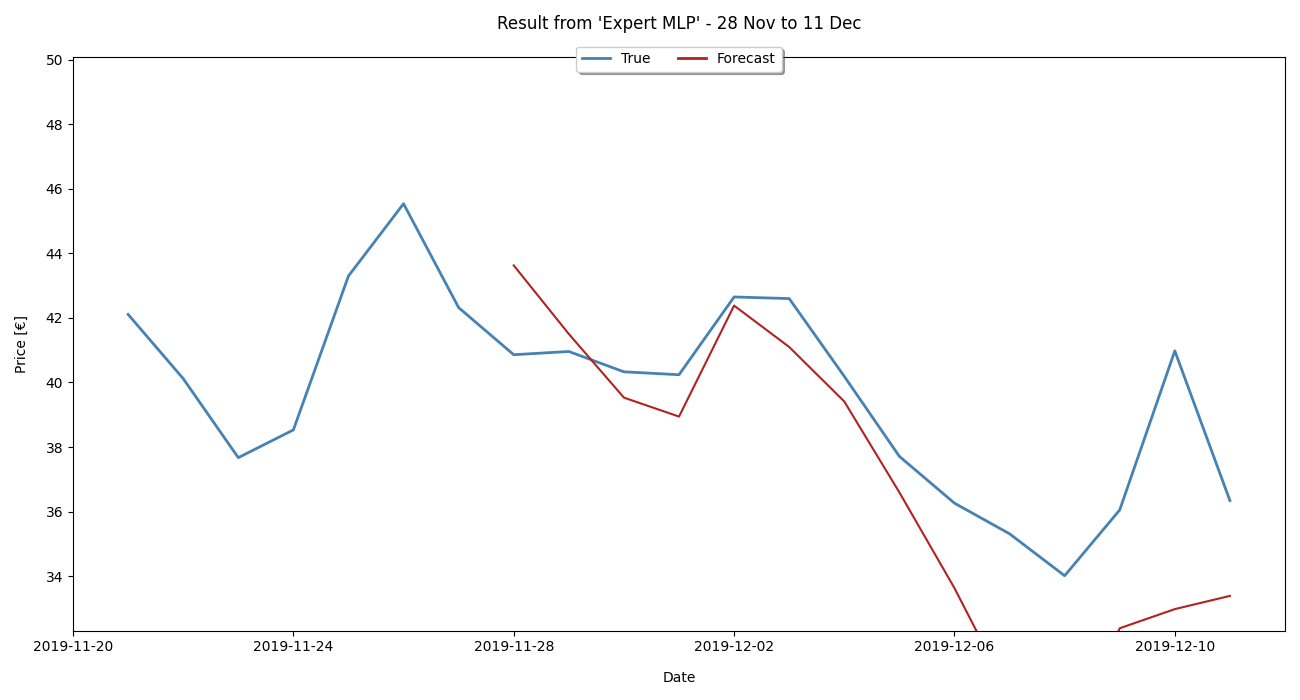 Result from 'Expert MLP' - 28 Nov to 11 Dec
True Forecast
50
48
46
44
42
40
38
36
34
Price [€]
2019-11-20 2019-11-24 2019-11-28 2019-12-02 2019-12-06 2019-12-10
Date